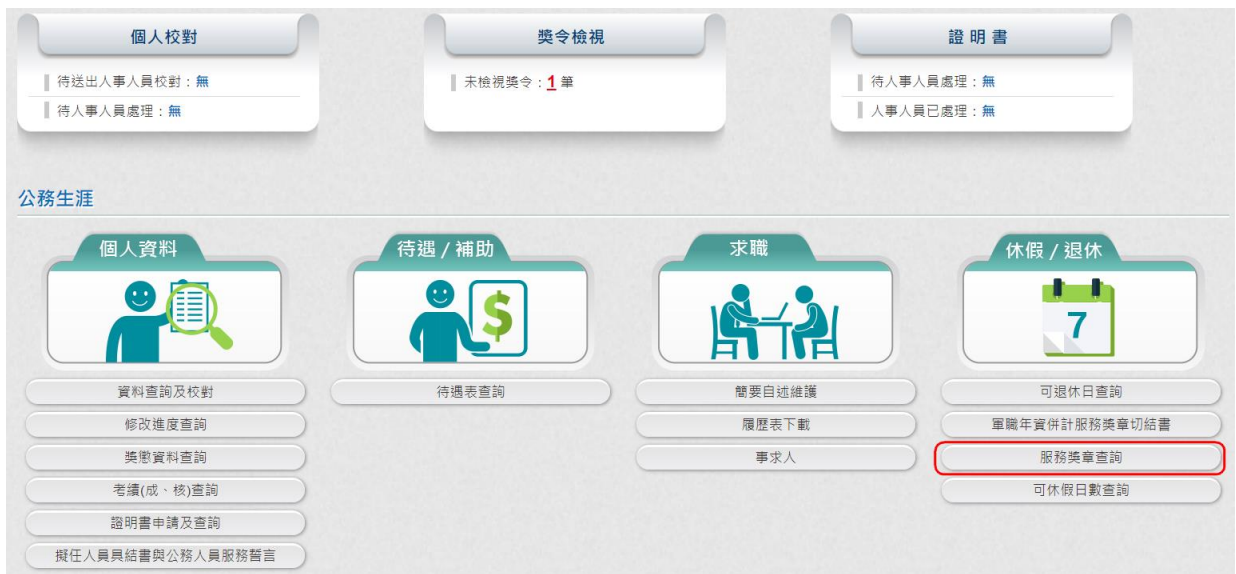 個人校對
待送出人事人員校對：無
待人事人員處理：無
獎令檢視
未檢視獎令：1 筆
證 明 書
待人事人員處理：無
人事人員已處理：無
公務生涯
個人資料
資料查詢及校對
修改進度查詢
獎懲資料查詢
考績(成、核)查詢
證明書申請及查詢
擬任人員具結書與公務人員服務誓言
待遇 / 補助
$
待遇表查詢
求職
簡要自述維護
履歷表下載
事求人
休假 / 退休
7
可退休日查詢
軍職年資併計服務獎章切結書
服務獎章查詢
可休假日數查詢